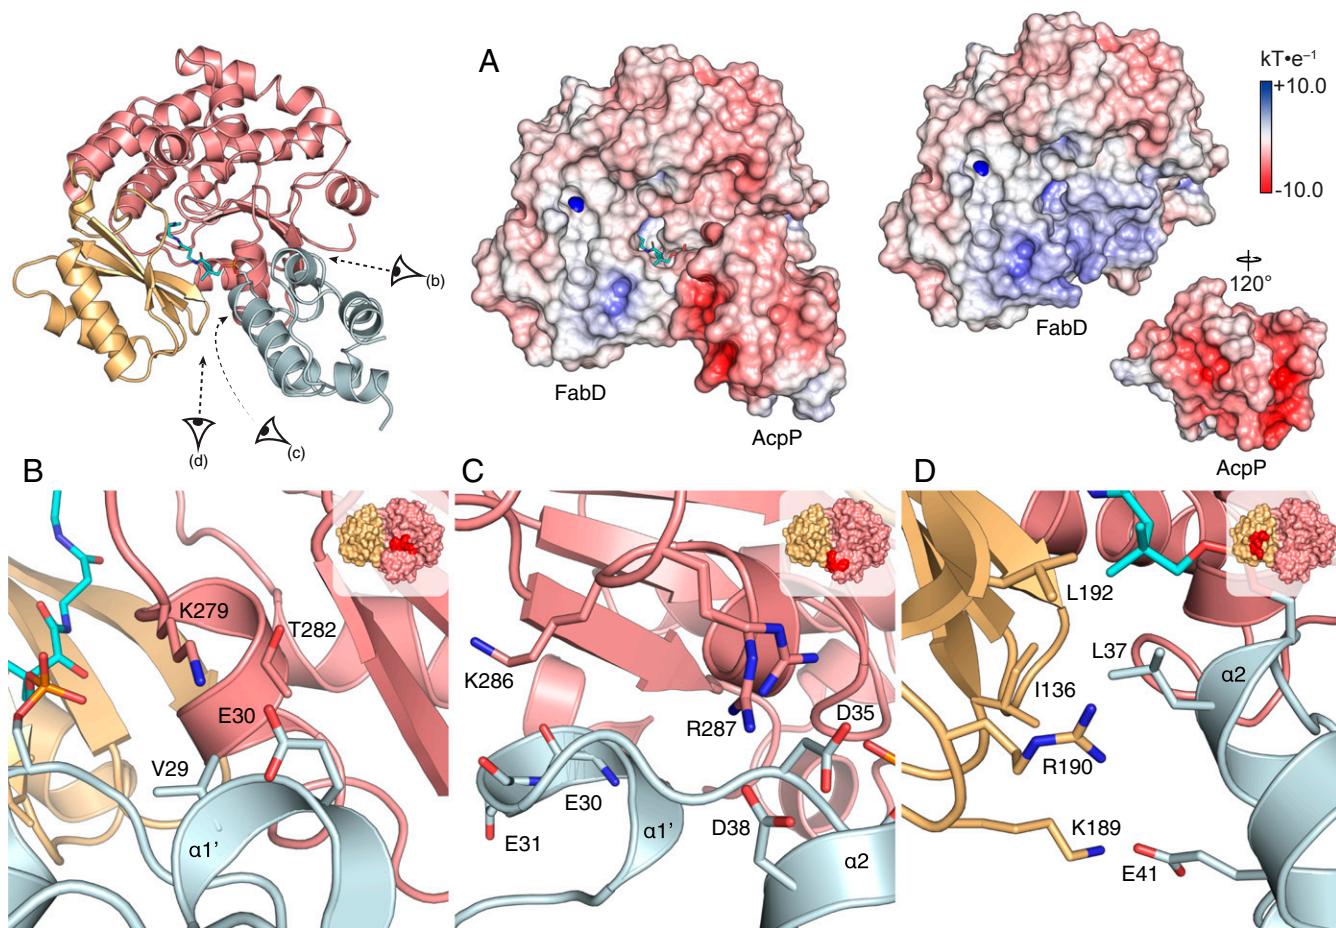 A
kT•e⁻¹
+10.0
-10.0
(b)
120°
FabD
FabD
AcpP
AcpP
(d)
(c)
B
C
D
K279
T282
E30
V29
α1’
K286
R287
D35
E30
E31
α1’
D38
α2
L192
L37
α2
I136
R190
K189
E41